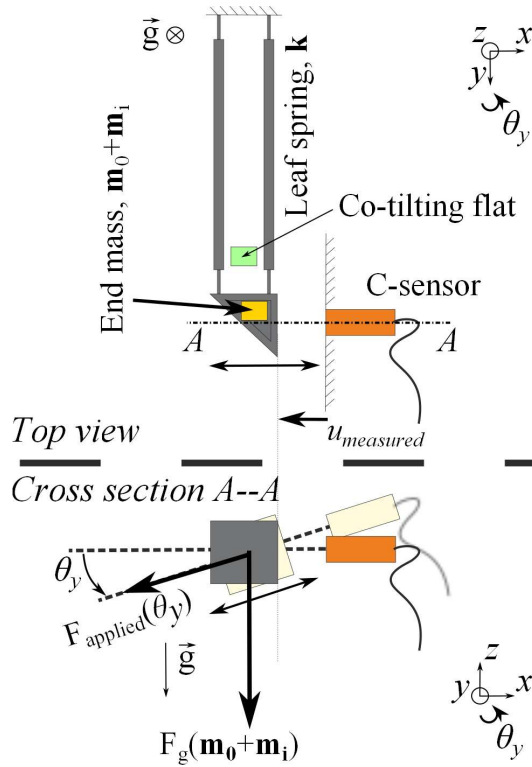 g⃗ ⊗
z
x
y
θy
End mass, m0+mi
Leaf spring, k
Co-tilting flat
C-sensor
A
A
umeasured
Top view
Cross section A--A
θy
Fapplied(θy)
g⃗
Fg(m0+mi)
z
y
x
θy